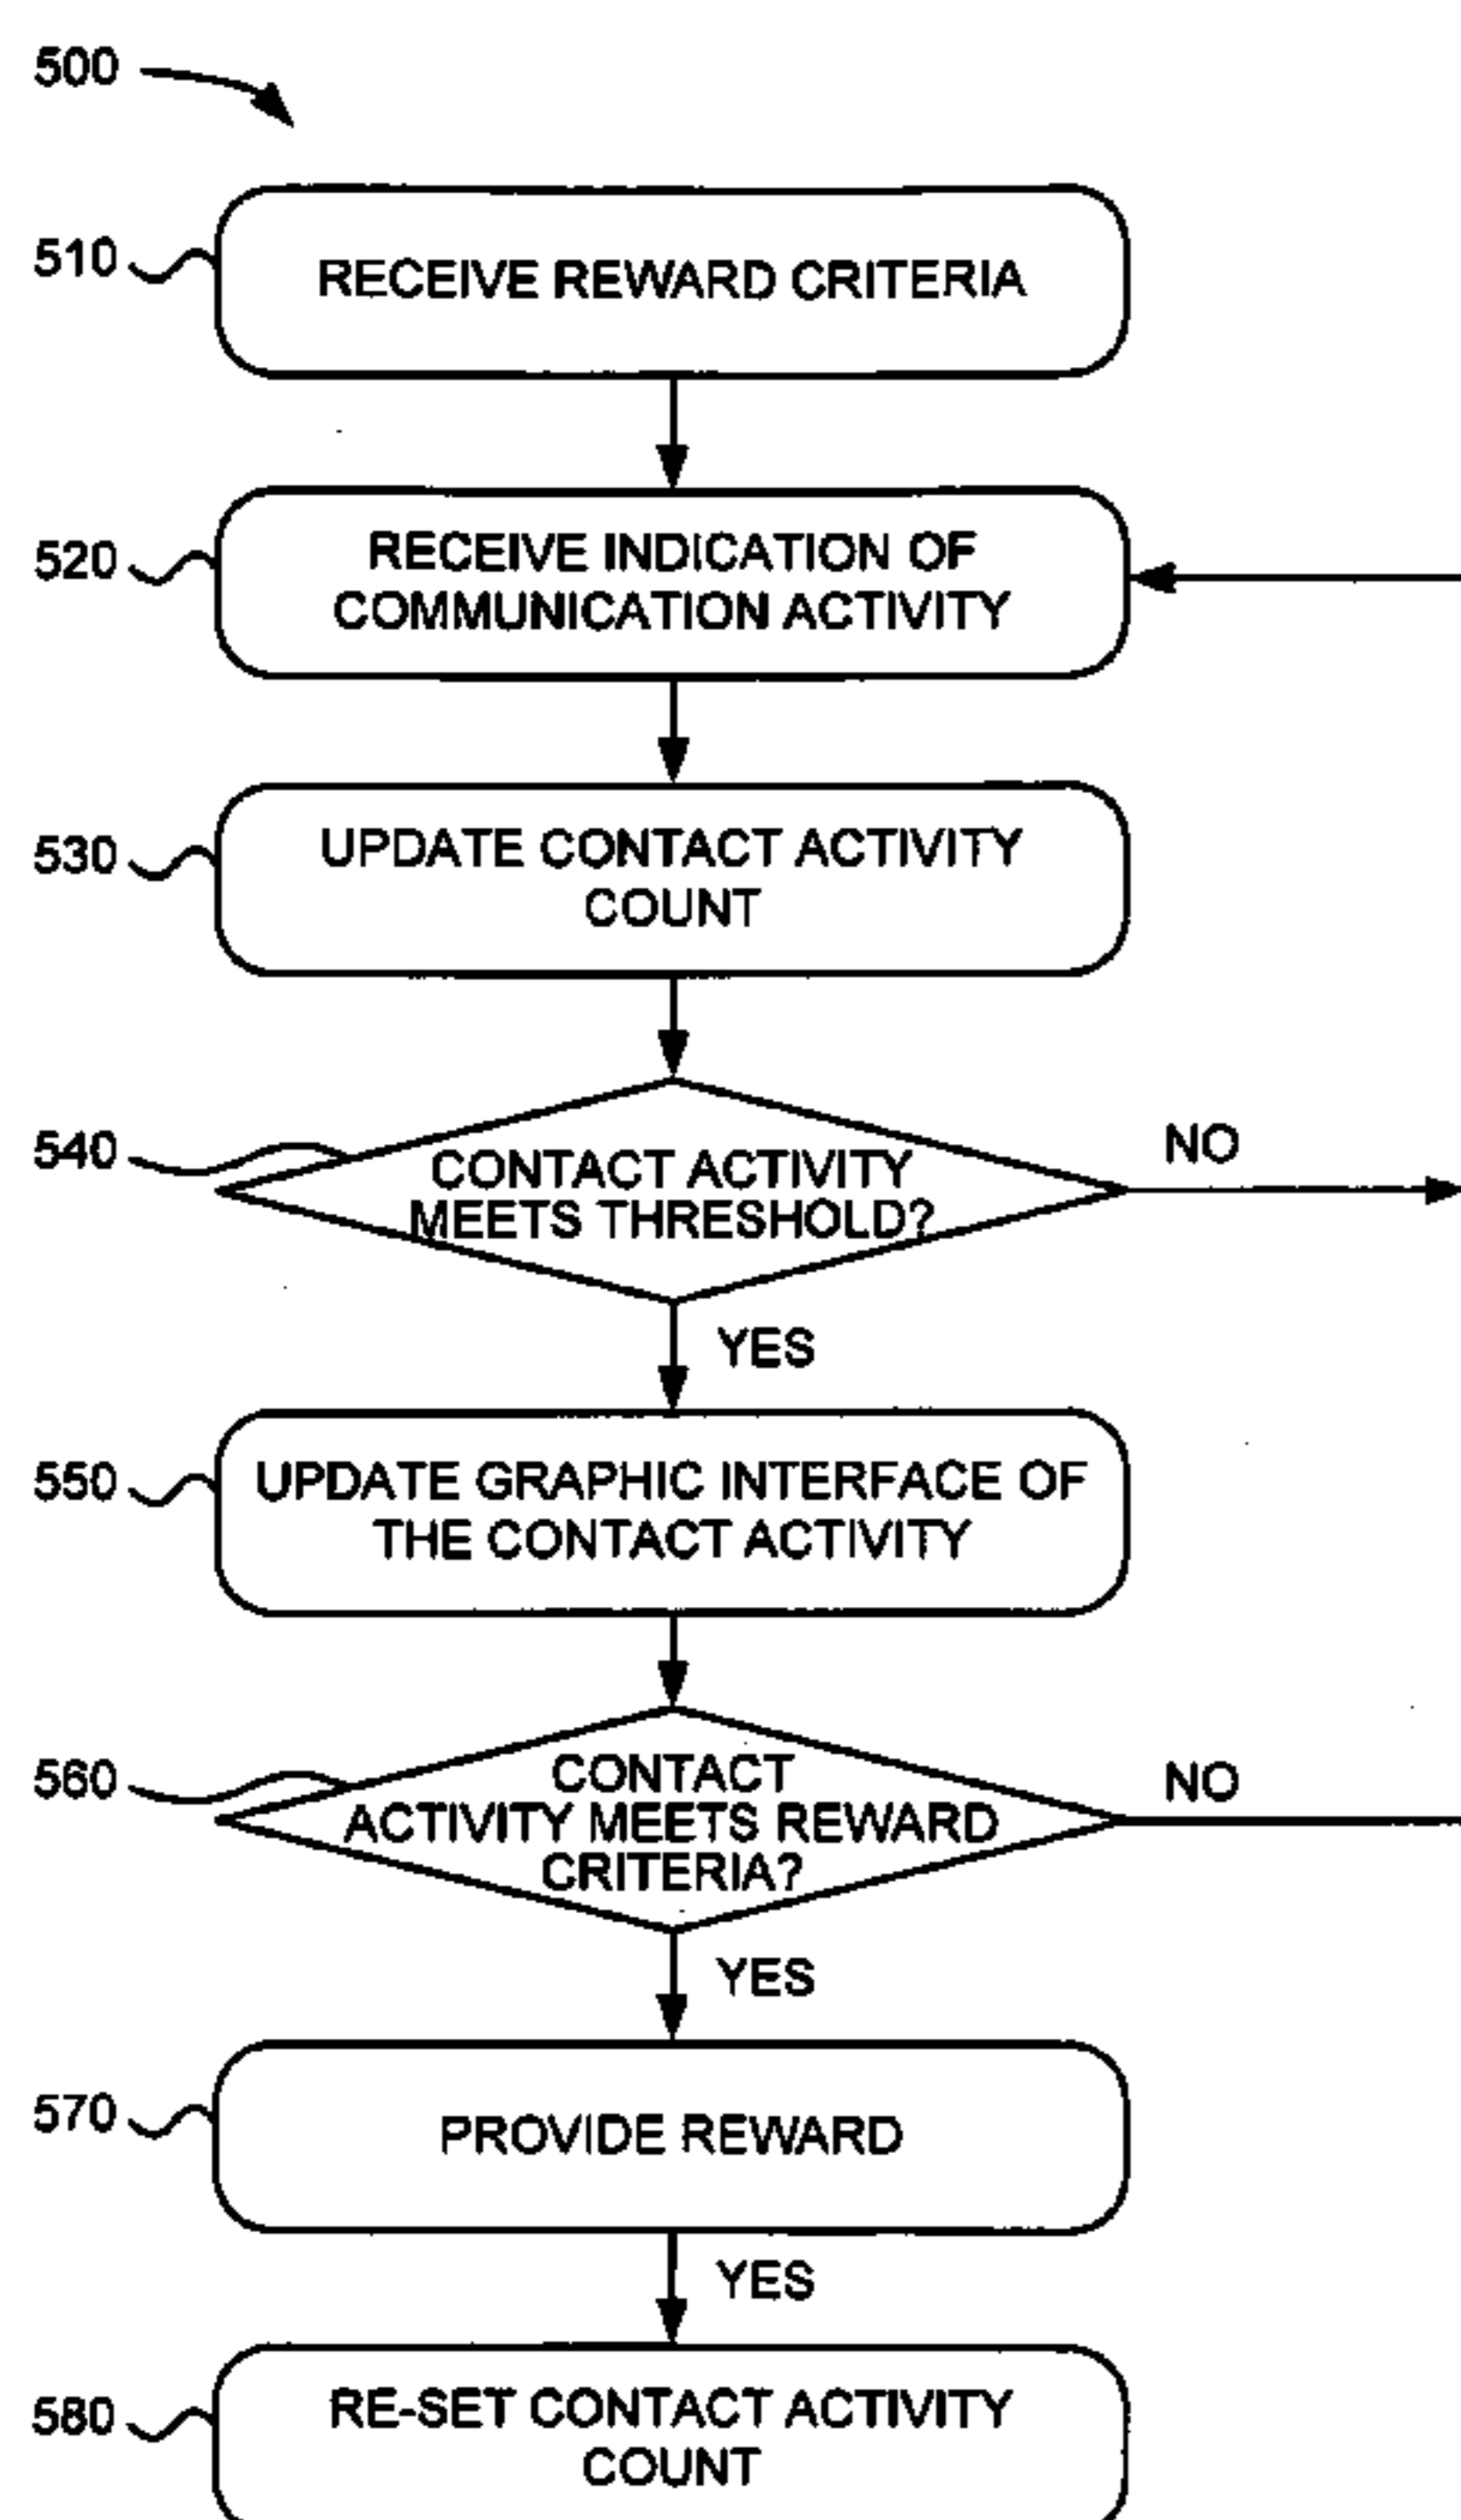 500
510
RECEIVE REWARD CRITERIA
520
RECEIVE INDICATION OF
COMMUNICATION ACTIVITY
530
UPDATE CONTACT ACTIVITY
COUNT
540
CONTACT ACTIVITY
MEETS THRESHOLD?
NO
YES
550
UPDATE GRAPHIC INTERFACE OF
THE CONTACT ACTIVITY
560
CONTACT
ACTIVITY MEETS REWARD
CRITERIA?
NO
YES
570
PROVIDE REWARD
YES
580
RE-SET CONTACT ACTIVITY
COUNT